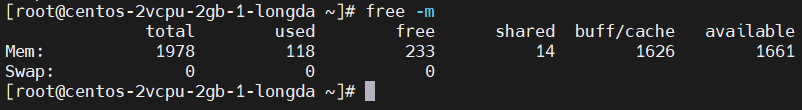 [root@centos-2vcpu-2gb-1-longda ~]# free -m
              total        used        free      shared  buff/cache   available
Mem:           1978         118         233          14        1626        1661
Swap:             0           0           0
[root@centos-2vcpu-2gb-1-longda ~]#